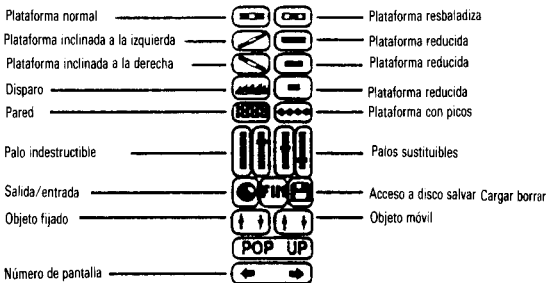 Plataforma normal
Plataforma resbaladiza
Plataforma inclinada a la izquierda
Plataforma reducida
Plataforma inclinada a la derecha
Plataforma reducida
Disparo
Plataforma reducida
Pared
Plataforma con picos
Palo indestructible
Palos sustituibles
Salida/entrada
FIN
Acceso a disco salvar Cargar borrar
Objeto fijado
Objeto móvil
POP UP
Número de pantalla